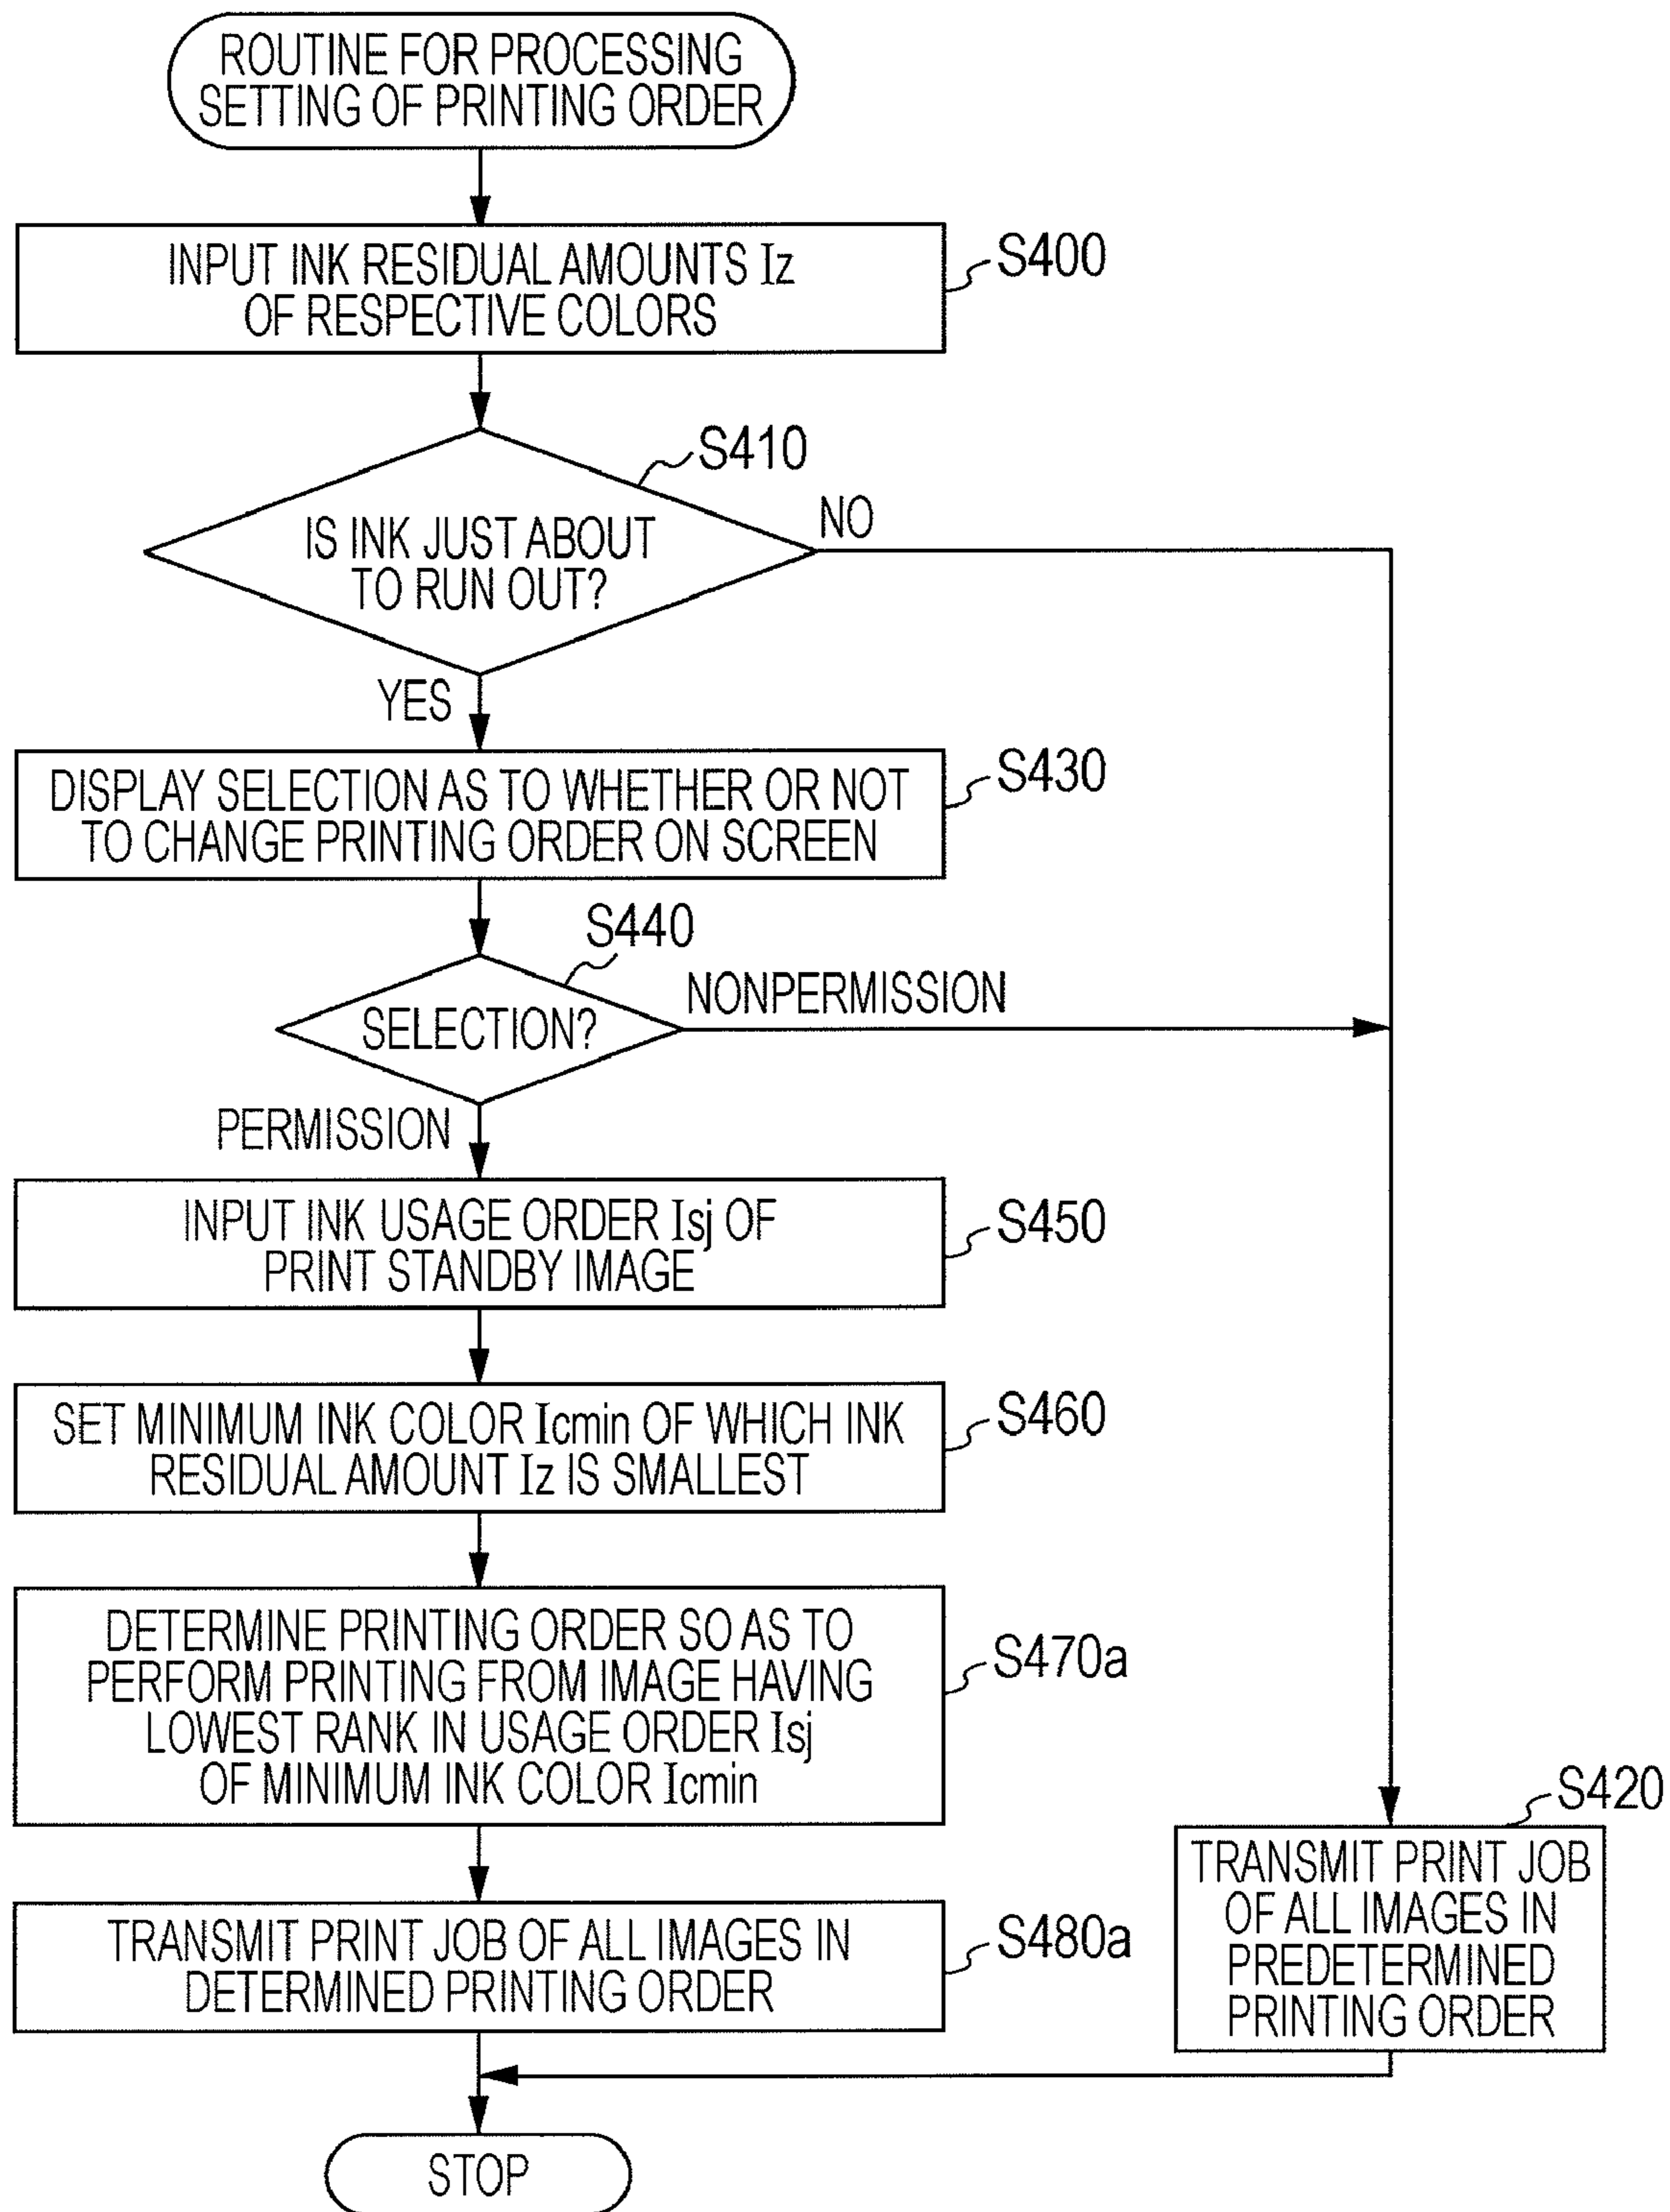 ROUTINE FOR PROCESSING
SETTING OF PRINTING ORDER
INPUT INK RESIDUAL AMOUNTS Iz
OF RESPECTIVE COLORS
S400
S410
IS INK JUST ABOUT
TO RUN OUT?
NO
YES
DISPLAY SELECTION AS TO WHETHER OR NOT
TO CHANGE PRINTING ORDER ON SCREEN
S430
S440
SELECTION?
NONPERMISSION
PERMISSION
INPUT INK USAGE ORDER Isj OF
PRINT STANDBY IMAGE
S450
SET MINIMUM INK COLOR Icmin OF WHICH INK
RESIDUAL AMOUNT Iz IS SMALLEST
S460
DETERMINE PRINTING ORDER SO AS TO
PERFORM PRINTING FROM IMAGE HAVING
LOWEST RANK IN USAGE ORDER Isj
OF MINIMUM INK COLOR Icmin
S470a
S420
TRANSMIT PRINT JOB
OF ALL IMAGES IN
PREDETERMINED
PRINTING ORDER
TRANSMIT PRINT JOB OF ALL IMAGES IN
DETERMINED PRINTING ORDER
S480a
STOP